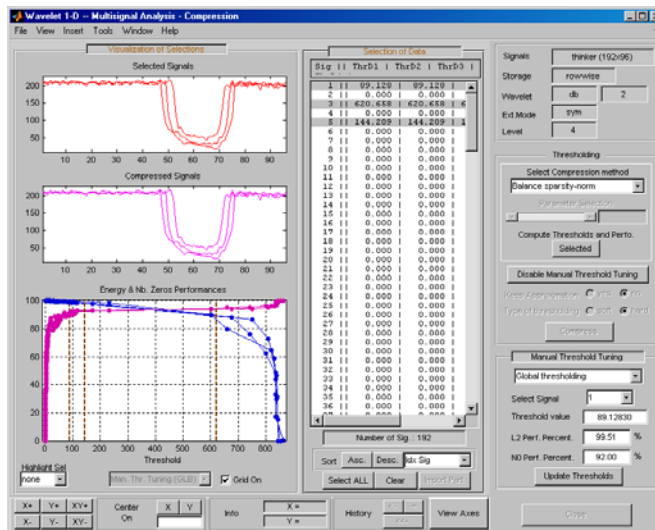 Wavelet 1-D -- Multisignal Analysis - Compression
File View Insert Tools Window Help
Visualization of Selections
Selected Signals
200
150
100
50
10 20 30 40 50 60 70 80 90
Compressed Signals
200
150
100
50
10 20 30 40 50 60 70 80 90
Energy & Nb. Zeros Performances
100
80
60
40
20
0
0 100 200 300 400 500 600 700 800
Threshold
Highlight Sel
none
Man. Thr. Tuning (GLB)
Grid On
Selection of Data
Sig || ThrD1 | ThrD2 | ThrD3 |
1 || 89.128 | 89.128 |
2 || 0.000 | 0.000 |
3 || 620.658 | 620.658 | 6
4 || 0.000 | 0.000 |
5 || 144.209 | 144.209 | 1
6 || 0.000 | 0.000 |
7 || 0.000 | 0.000 |
8 || 0.000 | 0.000 |
9 || 0.000 | 0.000 |
10 || 0.000 | 0.000 |
11 || 0.000 | 0.000 |
12 || 0.000 | 0.000 |
13 || 0.000 | 0.000 |
14 || 0.000 | 0.000 |
15 || 0.000 | 0.000 |
16 || 0.000 | 0.000 |
17 || 0.000 | 0.000 |
18 || 0.000 | 0.000 |
19 || 0.000 | 0.000 |
20 || 0.000 | 0.000 |
21 || 0.000 | 0.000 |
22 || 0.000 | 0.000 |
23 || 0.000 | 0.000 |
24 || 0.000 | 0.000 |
25 || 0.000 | 0.000 |
26 || 0.000 | 0.000 |
27 || 0.000 | 0.000 |
28 || 0.000 | 0.000 |
29 || 0.000 | 0.000 |
30 || 0.000 | 0.000 |
31 || 0.000 | 0.000 |
32 || 0.000 | 0.000 |
33 || 0.000 | 0.000 |
34 || 0.000 | 0.000 |
35 || 0.000 | 0.000 |
36 || 0.000 | 0.000 |
Number of Sig.: 192
Sort Asc. Desc. Idx Sig
Select ALL Clear Import Part
Signals thinker (192x96)
Storage rowwise
Wavelet db 2
Ext.Mode sym
Level 4
Thresholding
Select Compression method
Balance sparsity-norm
Parameter Selection
Compute Thresholds and Perfo.
Selected
Disable Manual Threshold Tuning
Keep Approximation yes no
Type of thresholding soft hard
Compress
Manual Threshold Tuning
Global thresholding
Select Signal 1
Threshold value 89.12830
L2 Perf. Percent. 99.51 %
N0 Perf. Percent. 92.00 %
Update Thresholds
X+ Y+ XY+
X- Y- XY-
Center On X Y
Info X =
Y =
History
View Axes
Close